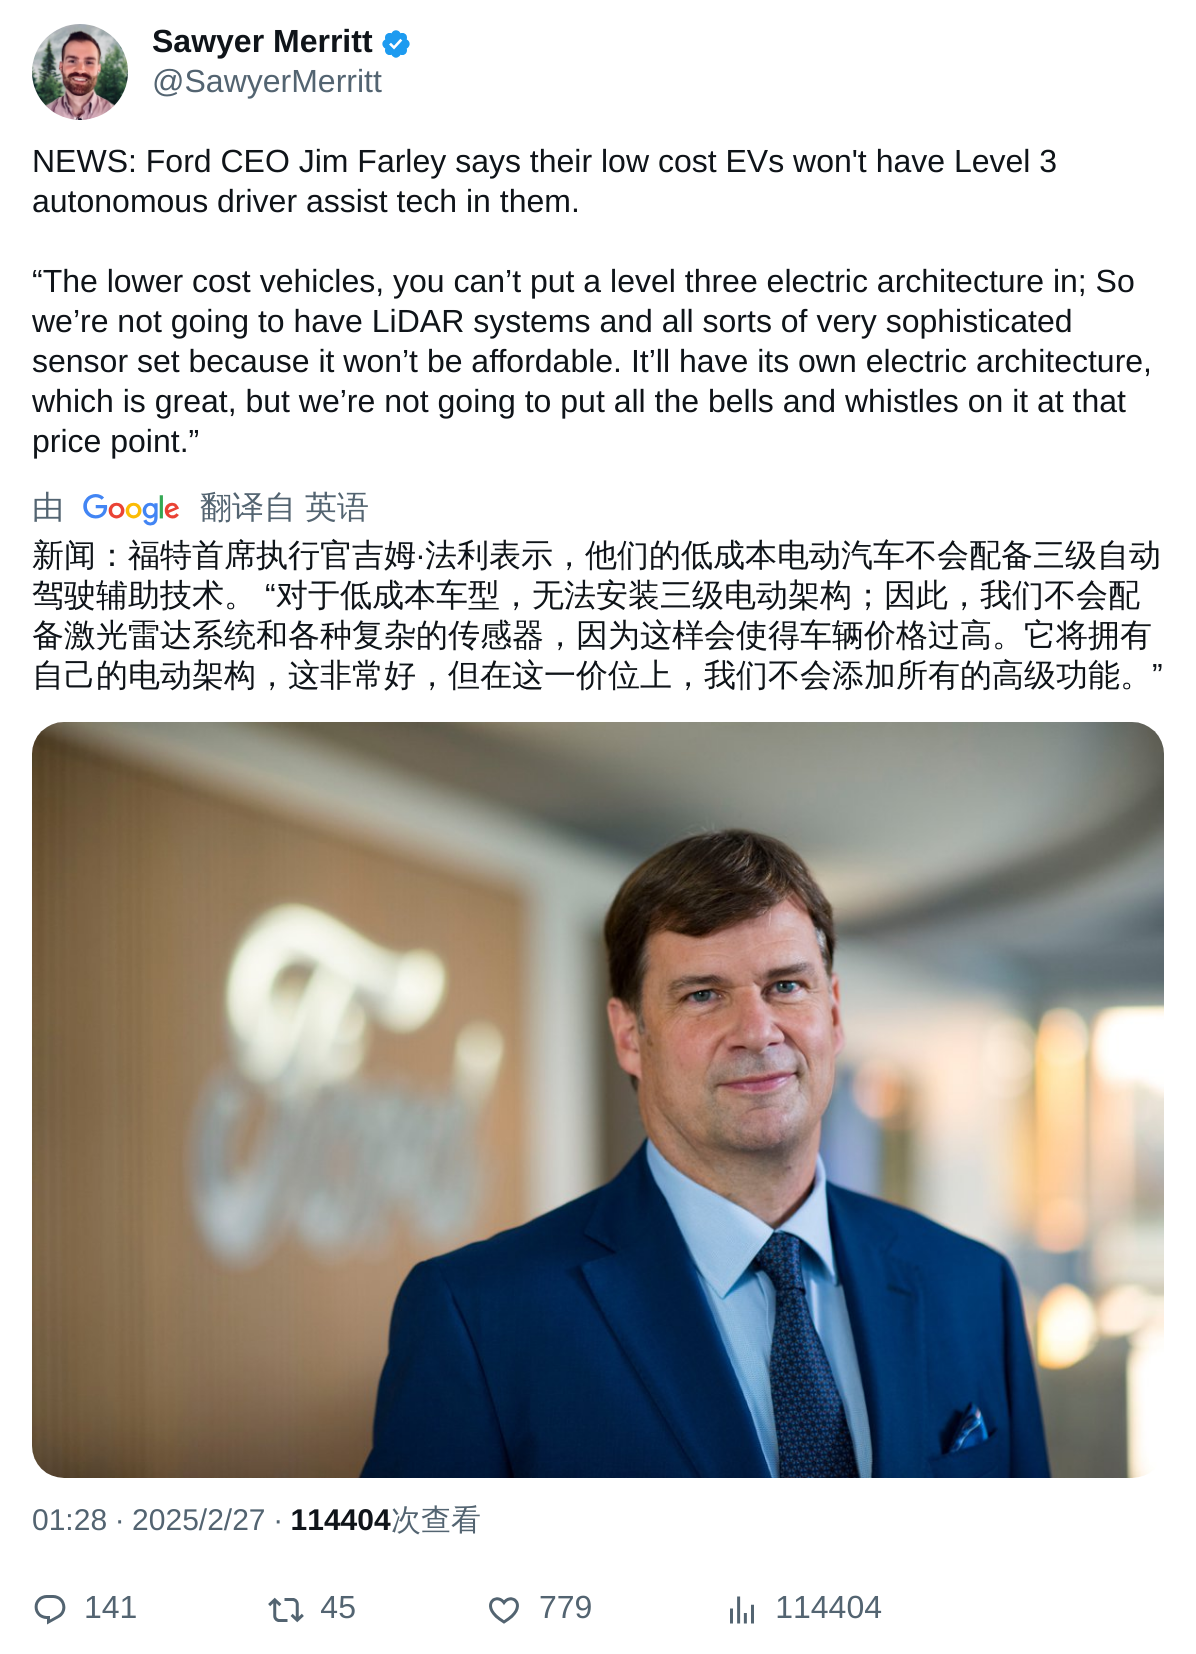 Sawyer Merritt
@SawyerMerritt
NEWS: Ford CEO Jim Farley says their low cost EVs won't have Level 3
autonomous driver assist tech in them.
“The lower cost vehicles, you can’t put a level three electric architecture in; So
we’re not going to have LiDAR systems and all sorts of very sophisticated
sensor set because it won’t be affordable. It’ll have its own electric architecture,
which is great, but we’re not going to put all the bells and whistles on it at that
price point.”
由 Google 翻译自 英语
新闻：福特首席执行官吉姆·法利表示，他们的低成本电动汽车不会配备三级自动
驾驶辅助技术。 “对于低成本车型，无法安装三级电动架构；因此，我们不会配
备激光雷达系统和各种复杂的传感器，因为这样会使得车辆价格过高。它将拥有
自己的电动架构，这非常好，但在这一价位上，我们不会添加所有的高级功能。”
Ford
01:28 · 2025/2/27 · 114404次查看
141 45 779 114404